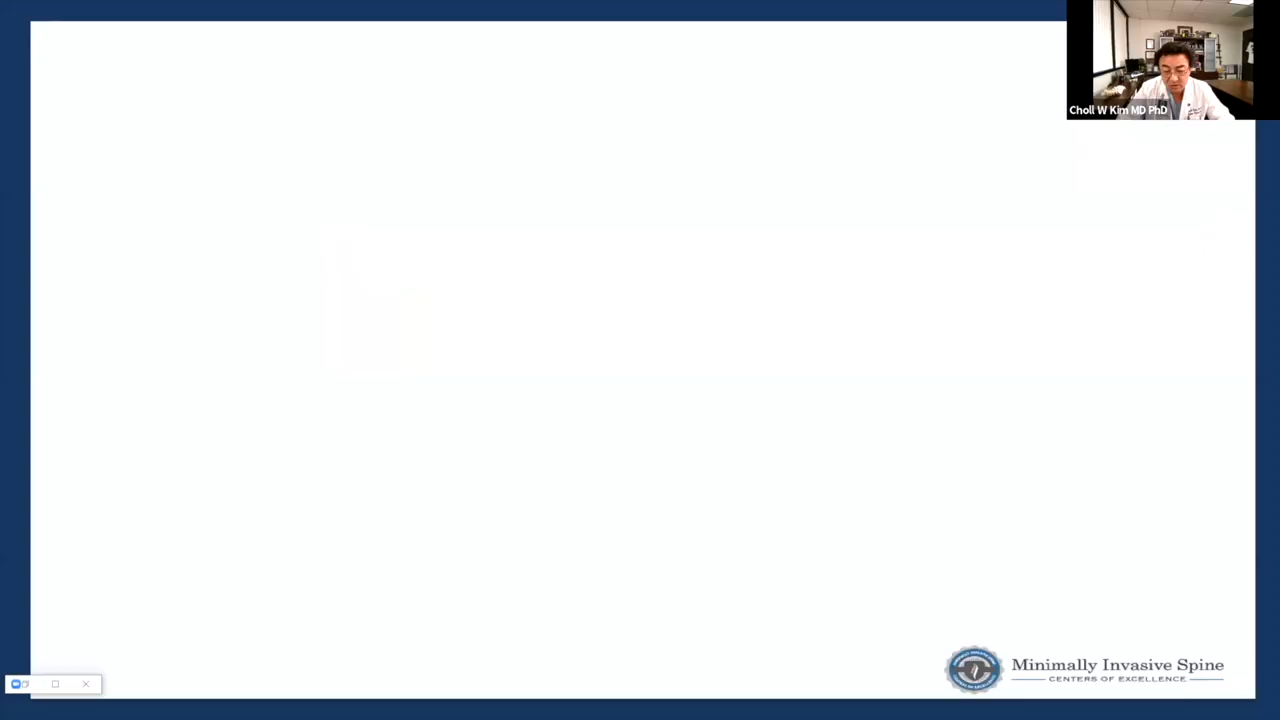 Choll W Kim MD PhD
Minimally Invasive Spine
CENTERS OF EXCELLENCE